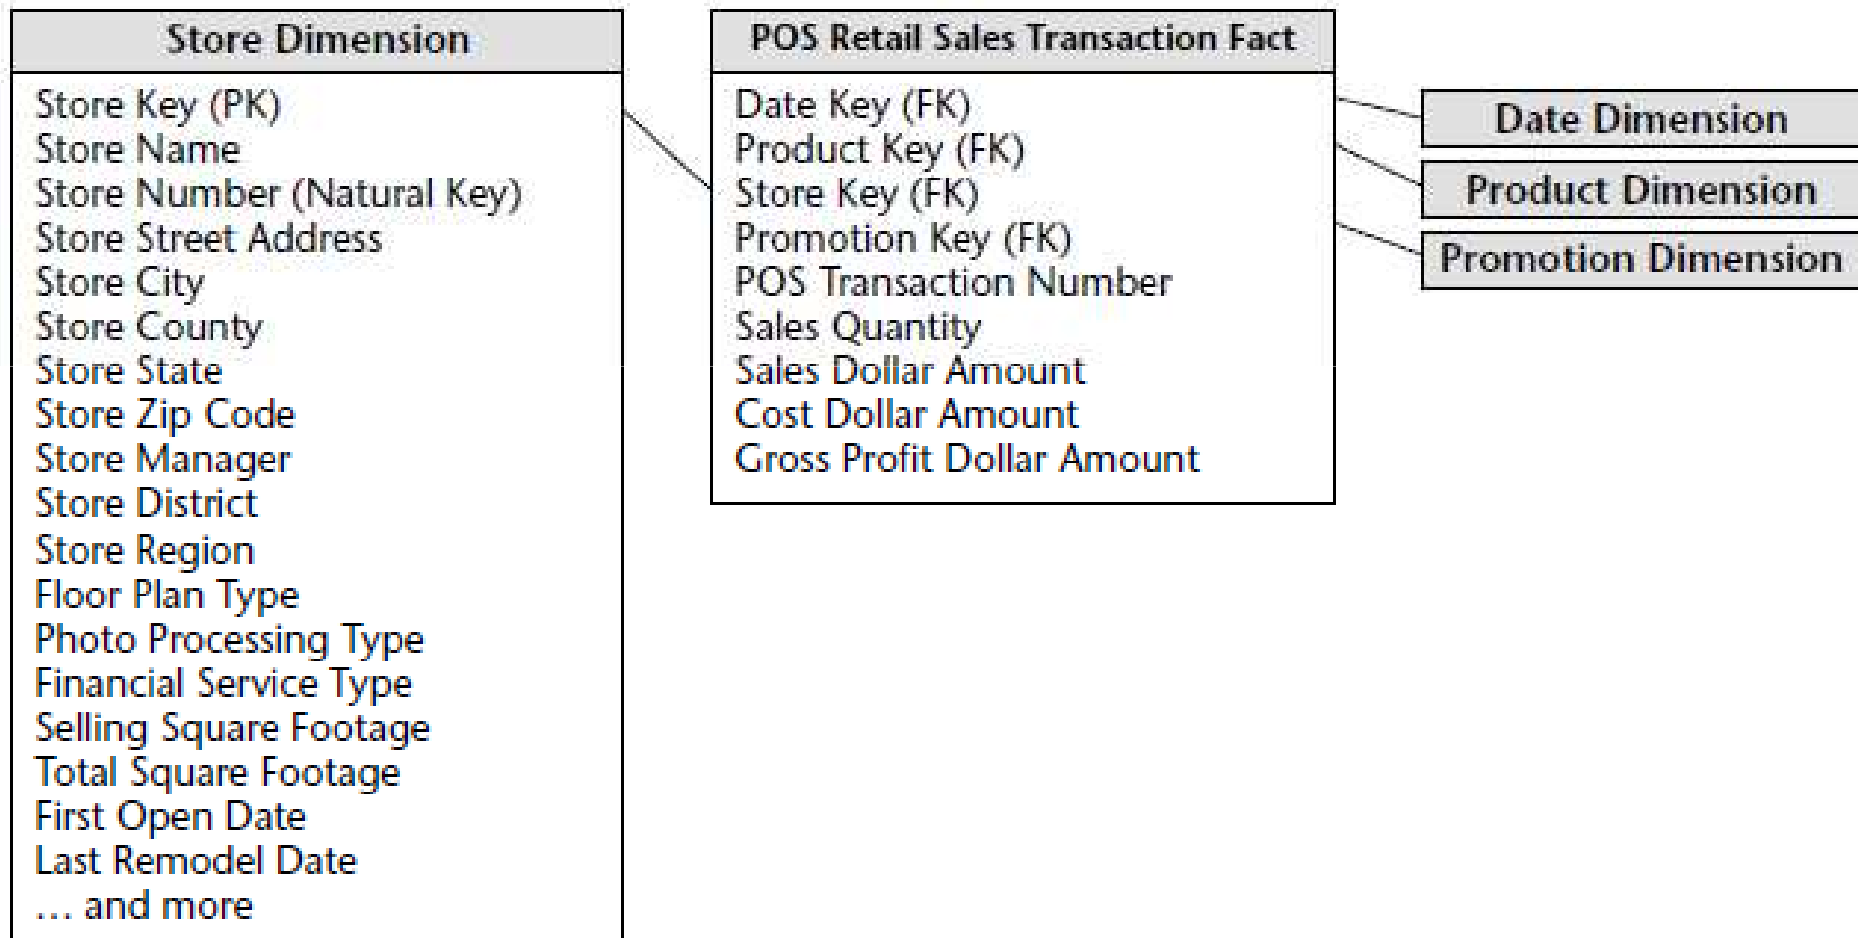 Store Dimension
Store Key (PK)
Store Name
Store Number (Natural Key)
Store Street Address
Store City
Store County
Store State
Store Zip Code
Store Manager
Store District
Store Region
Floor Plan Type
Photo Processing Type
Financial Service Type
Selling Square Footage
Total Square Footage
First Open Date
Last Remodel Date
... and more
POS Retail Sales Transaction Fact
Date Key (FK)
Product Key (FK)
Store Key (FK)
Promotion Key (FK)
POS Transaction Number
Sales Quantity
Sales Dollar Amount
Cost Dollar Amount
Gross Profit Dollar Amount
Date Dimension
Product Dimension
Promotion Dimension